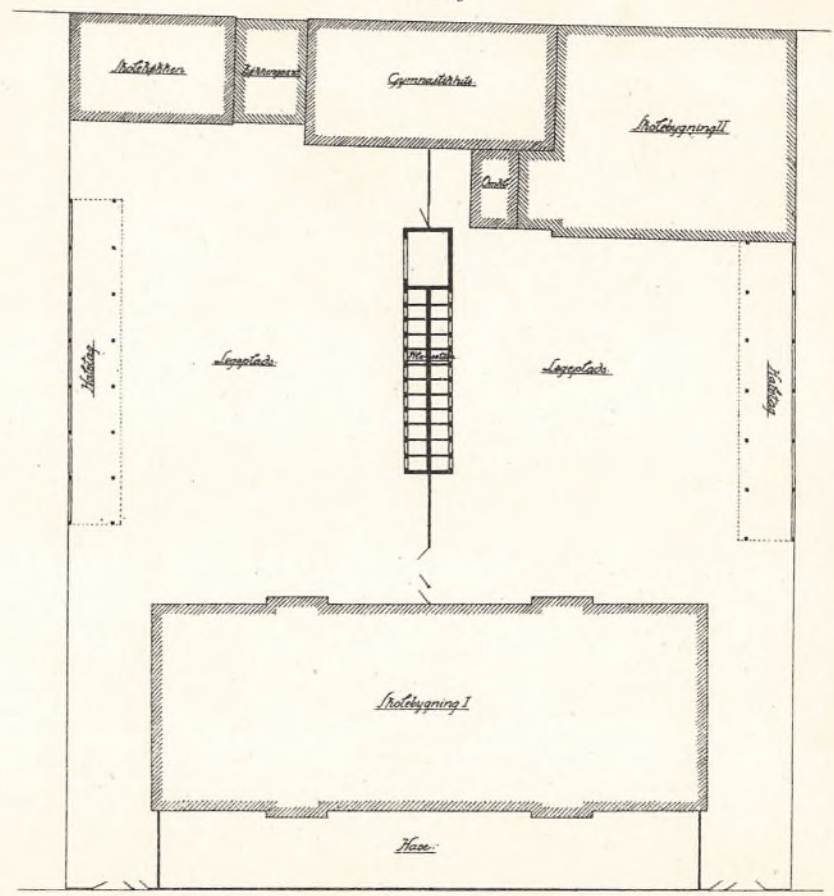 Skolekøkken
Gymnastikhus
Skolebygning II
Legeplads
Legeplads
Halvtag
Halvtag
Skolebygning I
Have